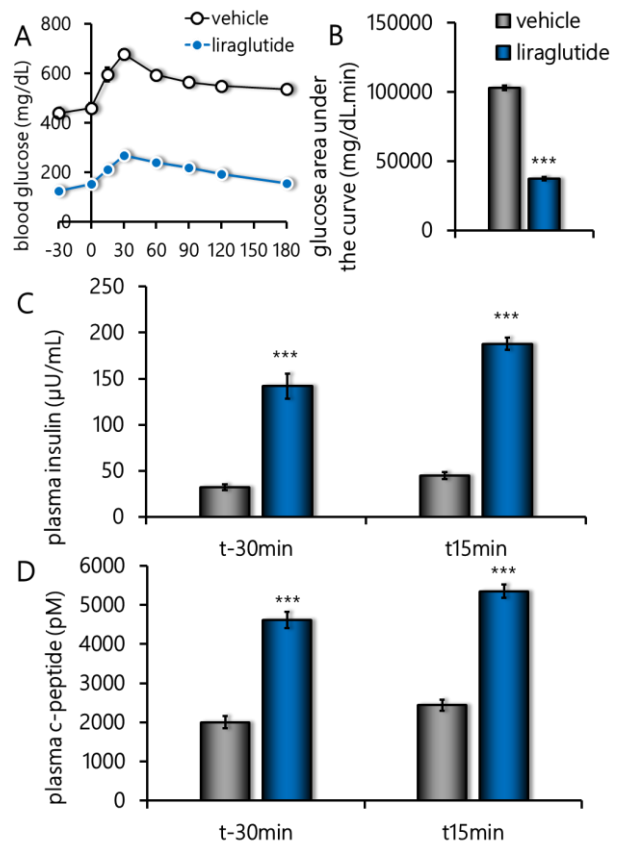 A
vehicle
liraglutide
blood glucose (mg/dL)
800
600
400
200
0
-30 0 30 60 90 120 180
B
vehicle
liraglutide
glucose area under
the curve (mg/dL.min)
100000
50000
0
***
C
plasma insulin (µU/mL)
250
200
150
100
50
0
***
***
t-30min t15min
D
plasma c-peptide (pM)
6000
5000
4000
3000
2000
1000
0
***
***
t-30min t15min